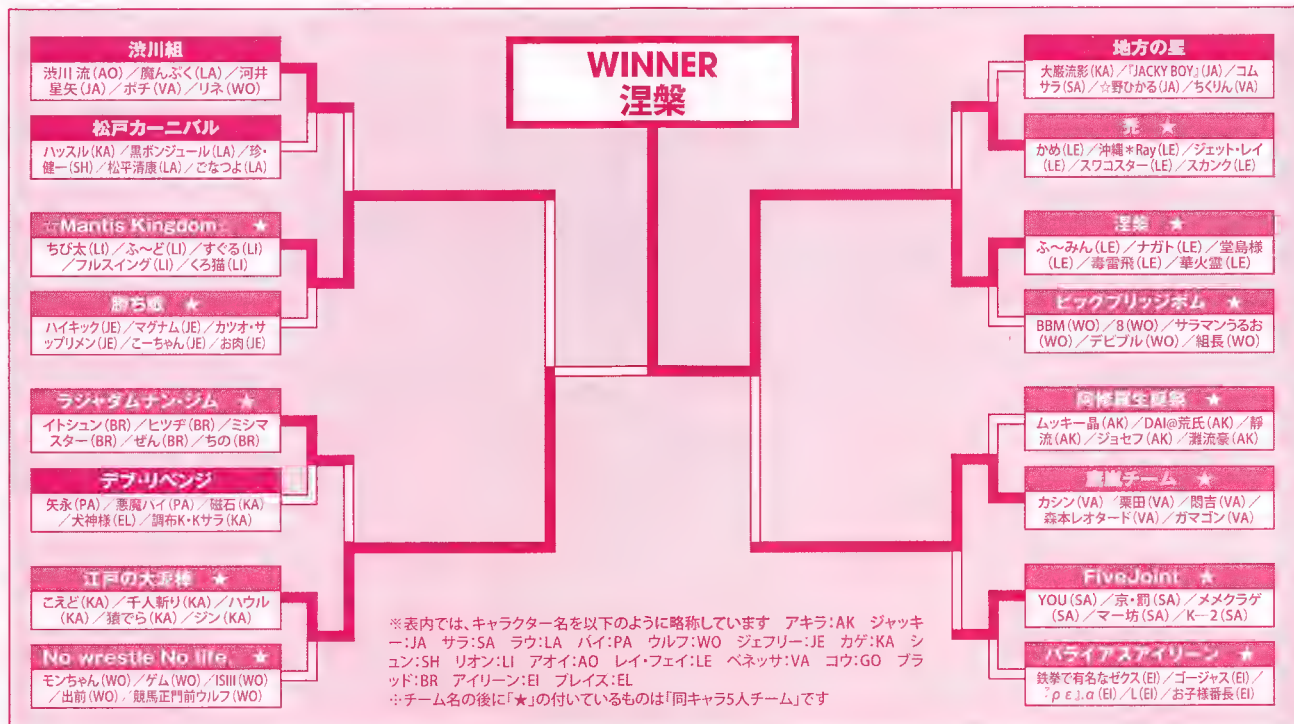 WINNER
涅槃
渋川組
渋川 流(AO)/魔んぷく(LA)/河井
星矢(JA)/ポチ(VA)/リネ(WO)
松戸カーニバル
ハッスル(KA)/黒ボンジュール(LA)/珍・
健一(SH)/松平清康(LA)/こなつよ(LA)
☆Mantis Kingdom☆ ★
ちび太(LI)/ふ〜ど(LI)/すぐる(LI)
/フルスイング(LI)/くろ猫(LI)
勝ち ★
ハイキック(JE)/マグナム(JE)/カツオ・サ
ップリメン(JE)/こーちゃん(JE)/お肉(JE)
ラジャダムナン・ジム ★
イトシュン(BR)/ヒツヂ(BR)/ミシマ
スター(BR)/ぜん(BR)/ちの(BR)
デブ・リベンジ
矢永(PA)/悪魔パイ(PA)/磁石(KA)
/犬神様(EL)/調布K・Kサラ(KA)
江戸の大泥棒 ★
こえど(KA)/千人斬り(KA)/ハウル
(KA)/猿でら(KA)/ジン(KA)
No wrestle No life ★
モンちゃん(WO)/ゲム(WO)/ISIII(WO)
/出前(WO)/競馬正門前ウルフ(WO)
地方の星
大巌流影(KA)/『JACKY BOY』(JA)/コム
サラ(SA)/☆野ひかる(JA)/ちくりん(VA)
禿 ★
かめ(LE)/沖縄*Ray(LE)/ジェット・レイ
(LE)/スワコスター(LE)/スカンク(LE)
涅槃 ★
ふ〜みん(LE)/ナガト(LE)/堂島様
(LE)/毒雷飛(LE)/華火霊(LE)
ビッグブリッジボム ★
BBM(WO)/8(WO)/サラマンうるお
(WO)/デビブル(WO)/組長(WO)
阿修羅生誕祭 ★
ムッキー晶(AK)/DAI@荒氏(AK)/靜
流(AK)/ジョセフ(AK)/灘流豪(AK)
チーム ★
カシン(VA)/栗田(VA)/悶吉(VA)/
森本レオタード(VA)/ガマゴン(VA)
FiveJoint ★
YOU(SA)/京・罰(SA)/メメクラゲ
(SA)/マー坊(SA)/K-2(SA)
バライアスアイリーン ★
鉄拳で有名なゼクス(EI)/ゴージャス(EI)/
『ρε』.α(EI)/L(EI)/お子様番長(EI)
※表内では、キャラクター名を以下のように略称しています アキラ:AK ジャッキ
ー:JA サラ:SA ラウ:LA パイ:PA ウルフ:WO ジェフリー:JE カゲ:KA シ
ュン:SH リオン:LI アオイ:AO レイ・フェイ:LE ベネッサ:VA コウ:GO ブラ
ッド:BR アイリーン:EI ブレイズ:EL
※チーム名の後に「★」の付いているものは「同キャラ5人チーム」です